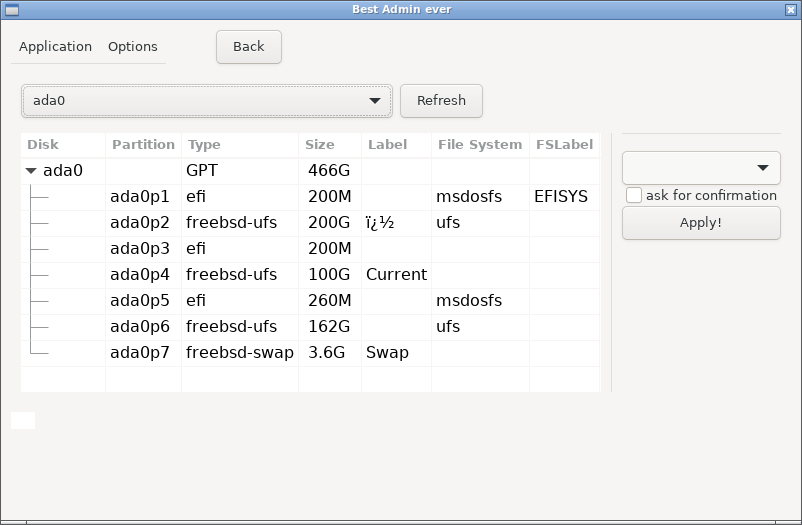 Best Admin ever
Application Options Back
ada0 Refresh
Disk Partition Type Size Label File System FSLabel
ada0 GPT 466G
ada0p1 efi 200M msdosfs EFISYS
ada0p2 freebsd-ufs 200G ï¿½ ufs
ada0p3 efi 200M
ada0p4 freebsd-ufs 100G Current
ada0p5 efi 260M msdosfs
ada0p6 freebsd-ufs 162G ufs
ada0p7 freebsd-swap 3.6G Swap
ask for confirmation
Apply!